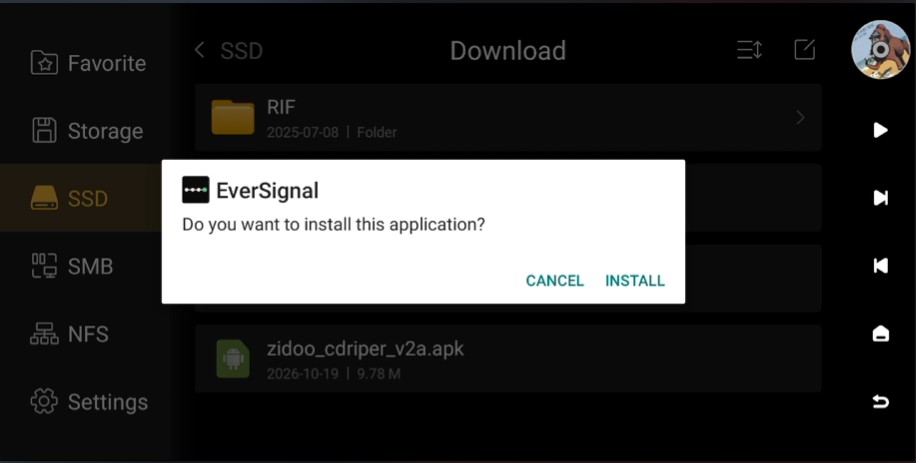 Favorite
Storage
SSD
SMB
NFS
Settings
SSD
Download
RIF
2025-07-08 | Folder
EverSignal
Do you want to install this application?
CANCEL INSTALL
zidoo_cdriper_v2a.apk
2026-10-19 | 9.78 M